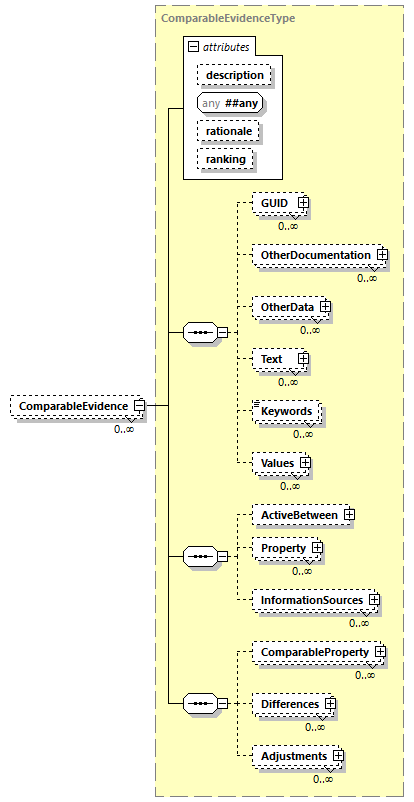 ComparableEvidenceType
attributes
description
any ##any
rationale
ranking
GUID
0..∞
OtherDocumentation
0..∞
OtherData
0..∞
Text
0..∞
ComparableEvidence
0..∞
Keywords
0..∞
Values
0..∞
ActiveBetween
Property
0..∞
InformationSources
0..∞
ComparableProperty
0..∞
Differences
0..∞
Adjustments
0..∞